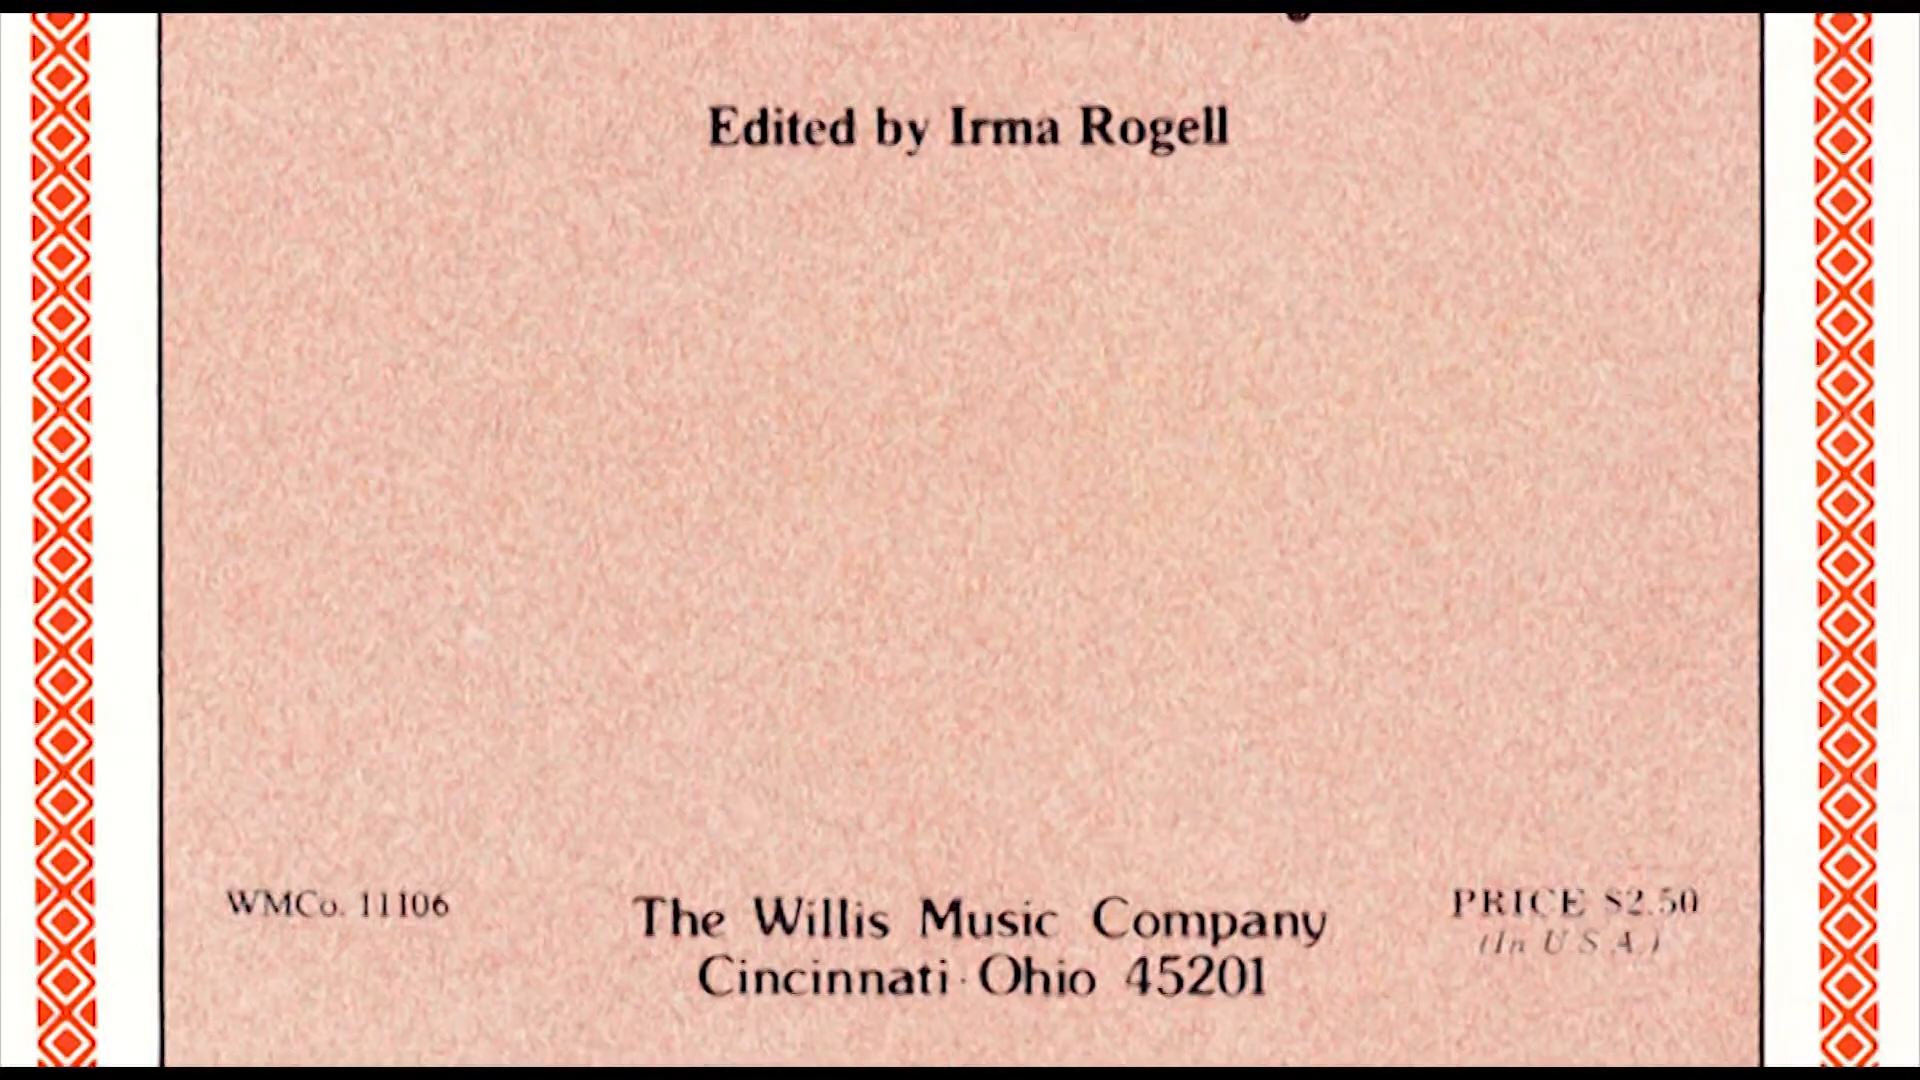 Edited by Irma Rogell
WMCo. 11106
The Willis Music Company
Cincinnati · Ohio 45201
PRICE $2.50
(In U S A.)